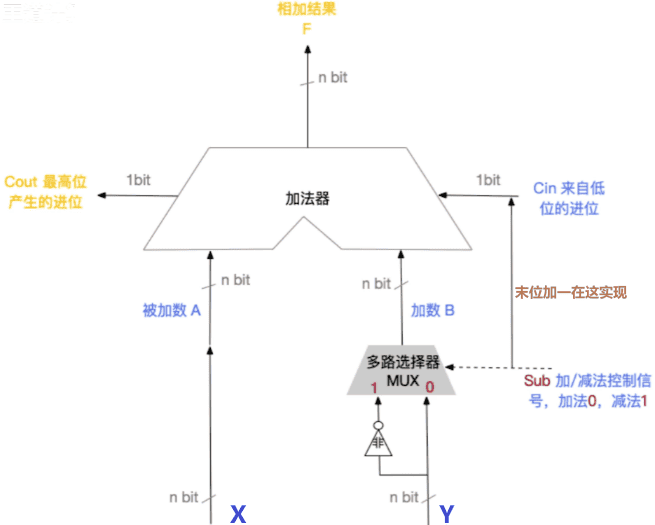 相加结果
F
n bit
Cout 最高位
产生的进位
1bit
加法器
1bit
Cin 来自低
位的进位
n bit
n bit
被加数 A
加数 B
末位加一在这实现
多路选择器
MUX
1 0
Sub 加/减法控制信
号，加法0，减法1
非
n bit
X
n bit
Y